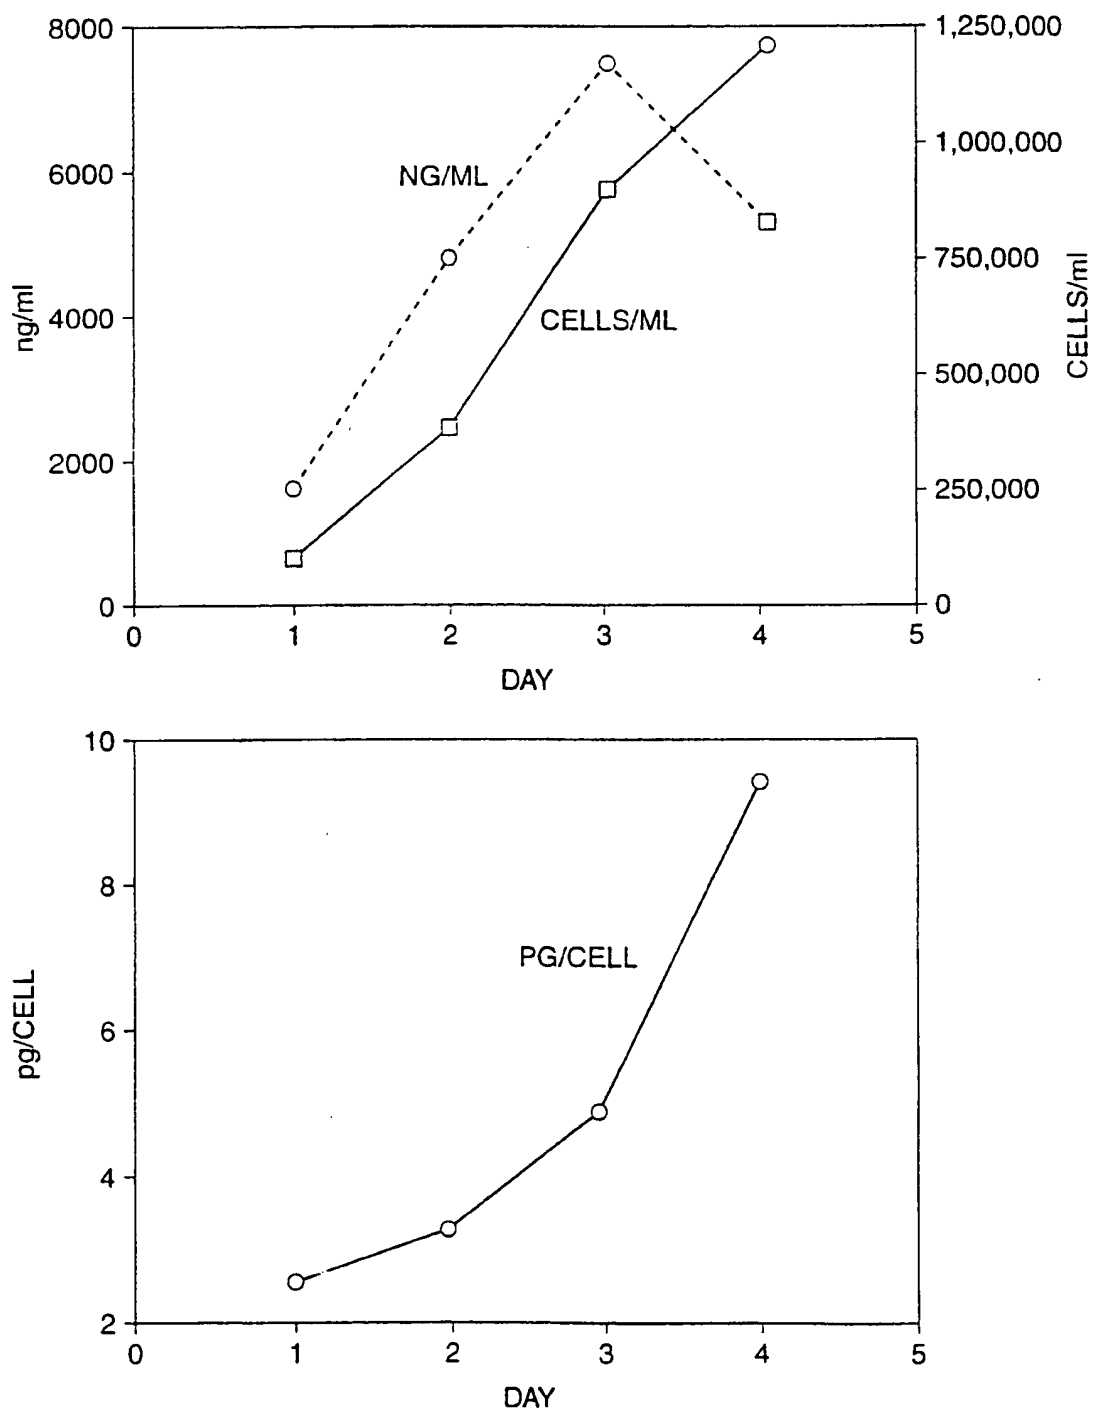 8000
1,250,000
1,000,000
NG/ML
6000
750,000
ng/ml
4000
CELLS/ML
CELLS/ml
500,000
2000
250,000
0
0
0 1 2 3 4 5
DAY
10
8
PG/CELL
pg/CELL
6
4
2
0 1 2 3 4 5
DAY